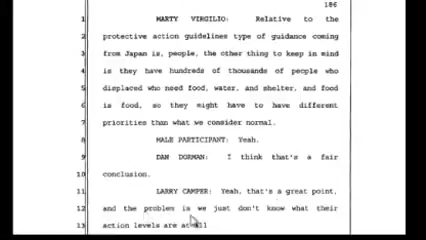 186
1 MARTY VIRGILIO: Relative to the
2 protective action guidelines type of guidance coming
3 from Japan is, people, the other thing to keep in mind
4 is they have hundreds of thousands of people who
5 displaced who need food, water, and shelter, and food
6 is food, so they might have to have different
7 priorities than what we consider normal.
8 MALE PARTICIPANT: Yeah.
9 DAN DORMAN: I think that's a fair
10 conclusion.
11 LARRY CAMPER: Yeah, that's a great point,
12 and the problem is we just don't know what their
13 action levels are at all